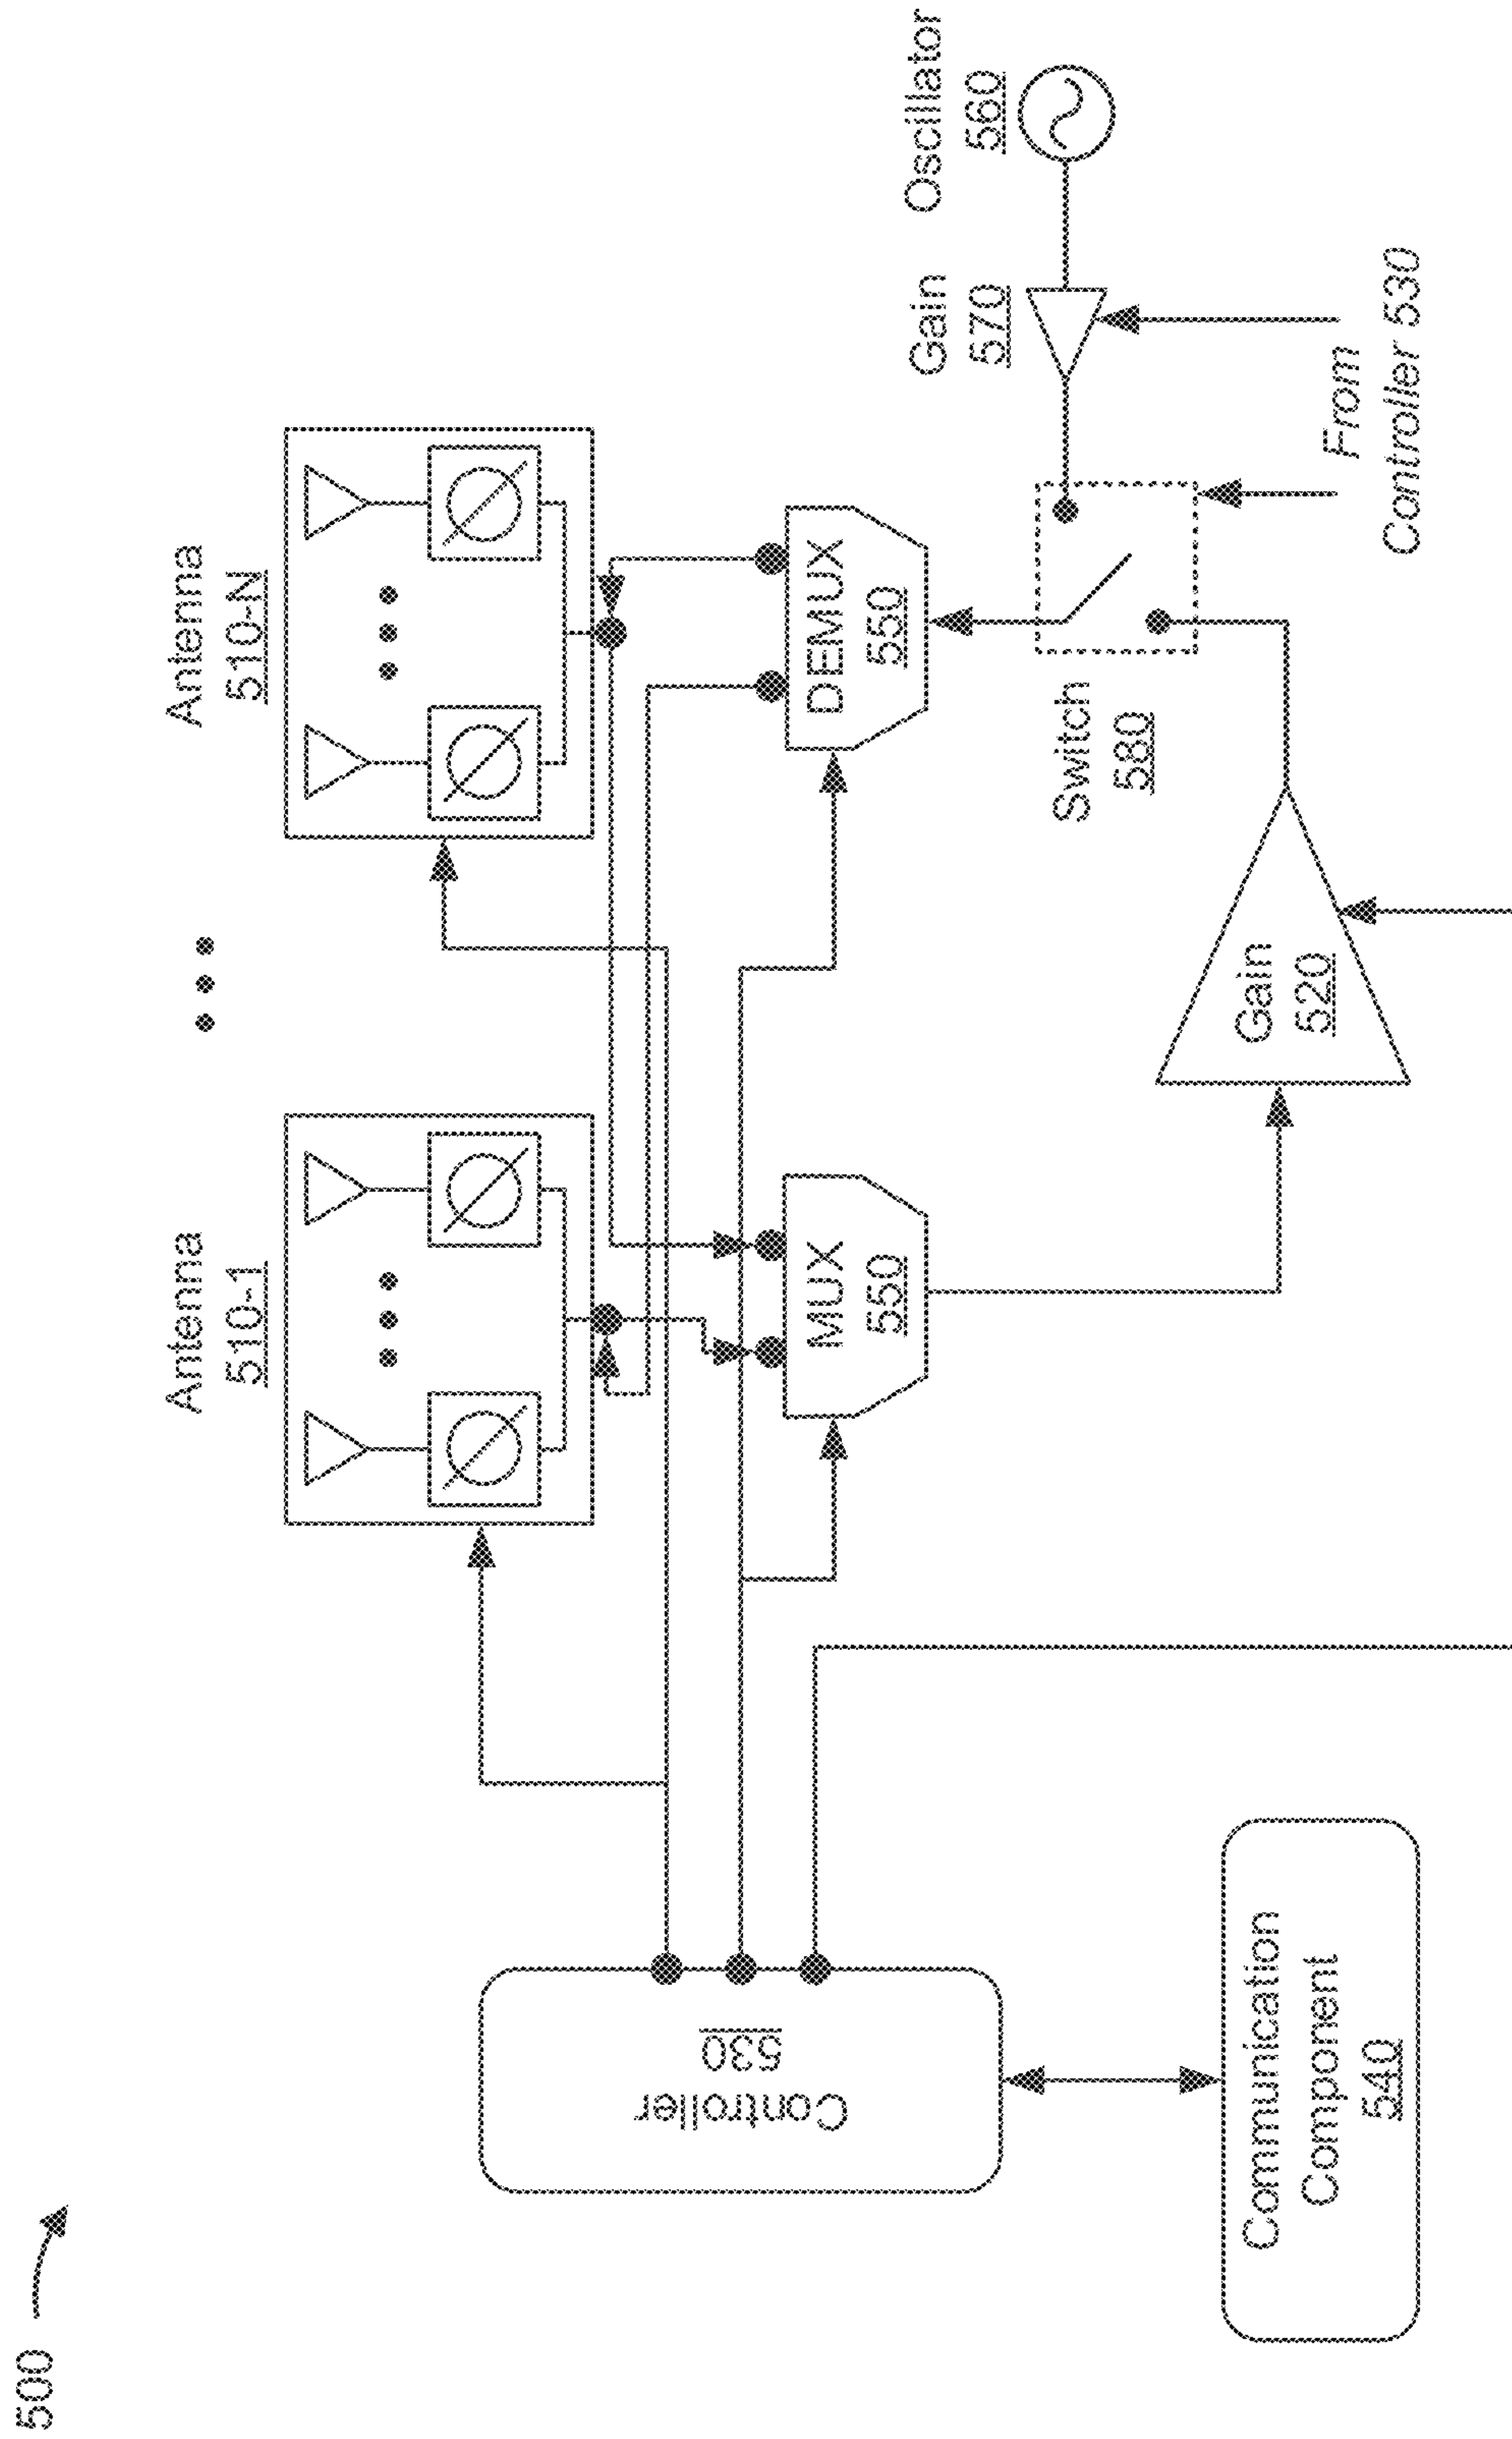 500
Antenna
510-1
Antenna
510-N
Controller
530
MUX
550
DEMUX
550
Gain
570
Oscillator
560
Switch
580
Gain
520
From
Controller 530
Communication
Component
540